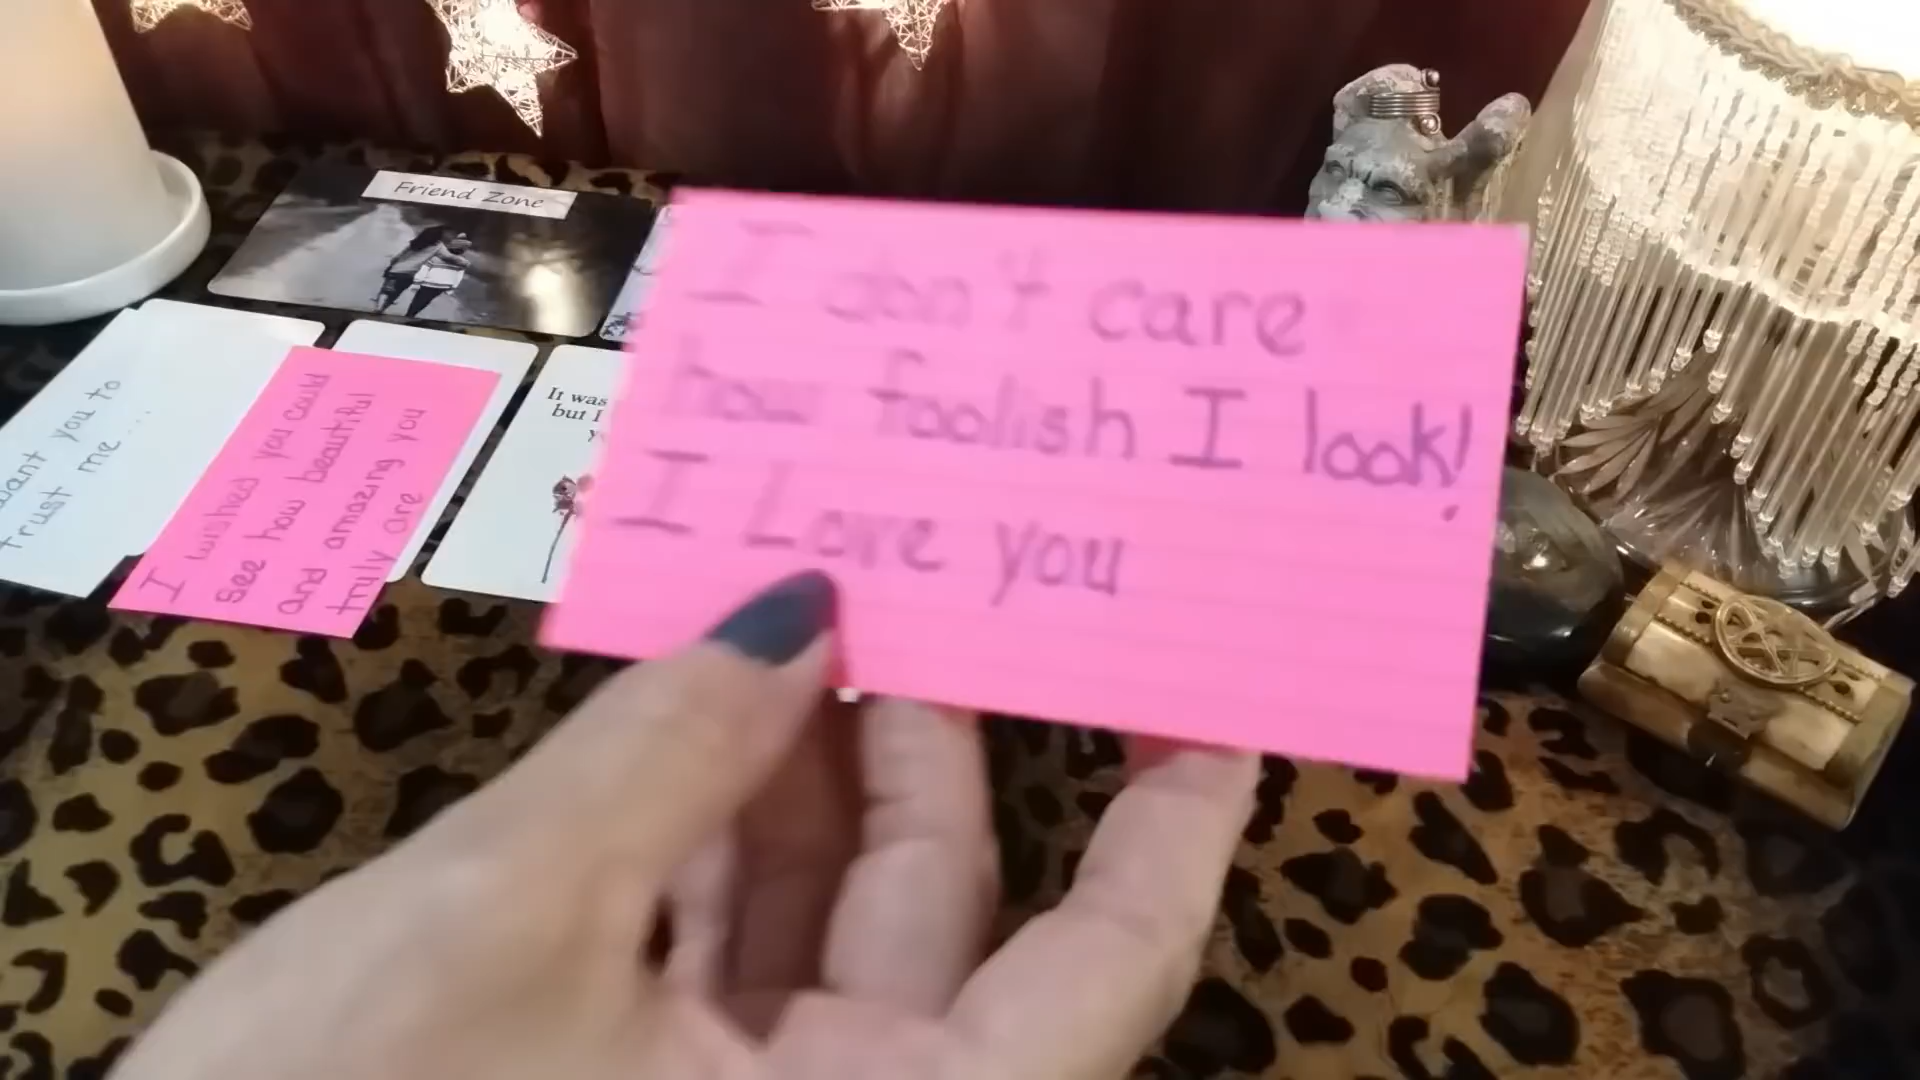 Friend Zone
I don't care
how foolish I look!
I Love you
want you to
trust me...
I wished you could
see how beautiful
and amazing you
truly are
It was
but I